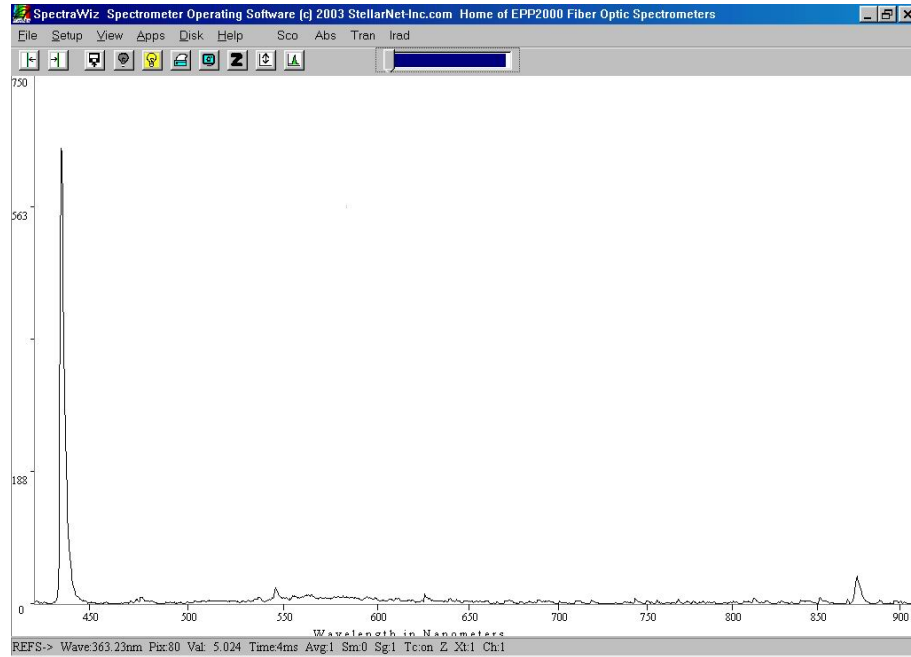 SpectraWiz Spectrometer Operating Software (c) 2003 StellarNet-Inc.com Home of EPP2000 Fiber Optic Spectrometers
File Setup View Apps Disk Help Sco Abs Tran Irad
Z
750
563
188
0
450 500 550 600 650 700 750 800 850 900
Wavelength in Nanometers
REFS-> Wave:363.23nm Pix:80 Val: 5.024 Time:4ms Avg:1 Sm:0 Sg:1 Tc:on Z Xt:1 Ch:1